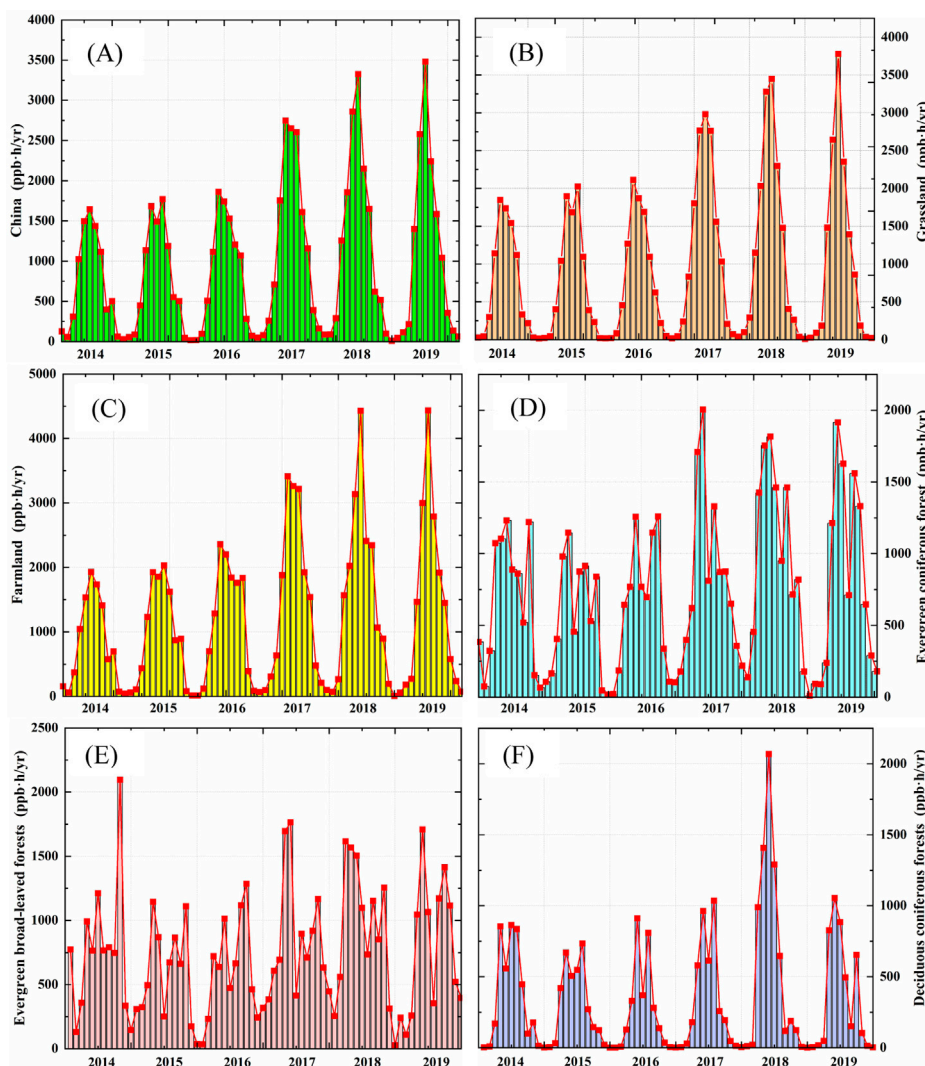 (A)
China (ppb·h/yr)
4000
3500
3000
2500
2000
1500
1000
500
0
2014 2015 2016 2017 2018 2019
(B)
Grassland (ppb·h/yr)
4000
3500
3000
2500
2000
1500
1000
500
0
2014 2015 2016 2017 2018 2019
(C)
Farmland (ppb·h/yr)
5000
4000
3000
2000
1000
0
2014 2015 2016 2017 2018 2019
(D)
Evergreen coniferous forest (ppb·h/yr)
2000
1500
1000
500
0
2014 2015 2016 2017 2018 2019
(E)
Evergreen broad-leaved forests (ppb·h/yr)
2500
2000
1500
1000
500
0
2014 2015 2016 2017 2018 2019
(F)
Deciduous coniferous forests (ppb·h/yr)
2000
1500
1000
500
0
2014 2015 2016 2017 2018 2019